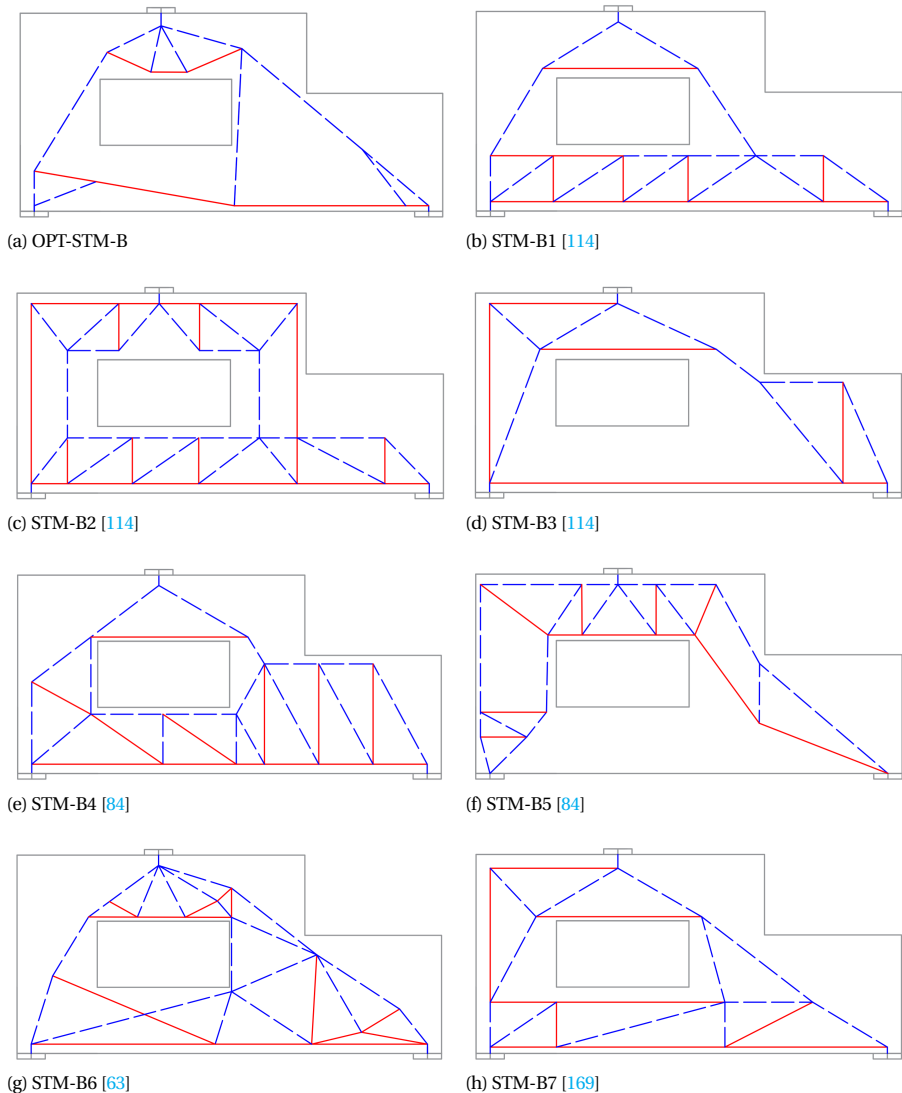 (a) OPT-STM-B
(b) STM-B1 [114]
(c) STM-B2 [114]
(d) STM-B3 [114]
(e) STM-B4 [84]
(f) STM-B5 [84]
(g) STM-B6 [63]
(h) STM-B7 [169]